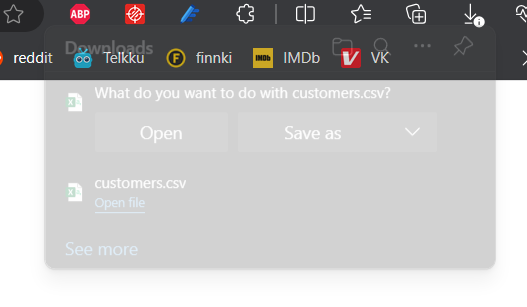 ABP
Downloads
reddit
Telkku
finnki
IMDb
IMDb
VK
What do you want to do with customers.csv?
Open
Save as
customers.csv
Open file
See more